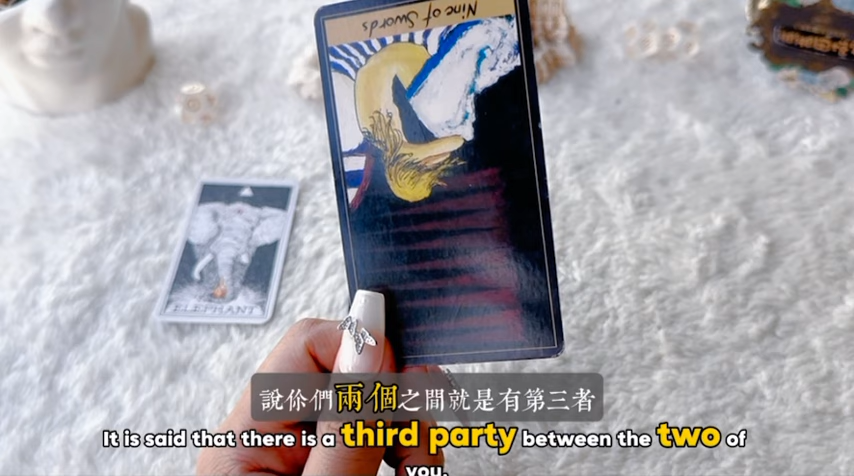 Nine of Swords
ELEPHANT
說你們兩個之間就是有第三者
It is said that there is a third party between the two of
you.